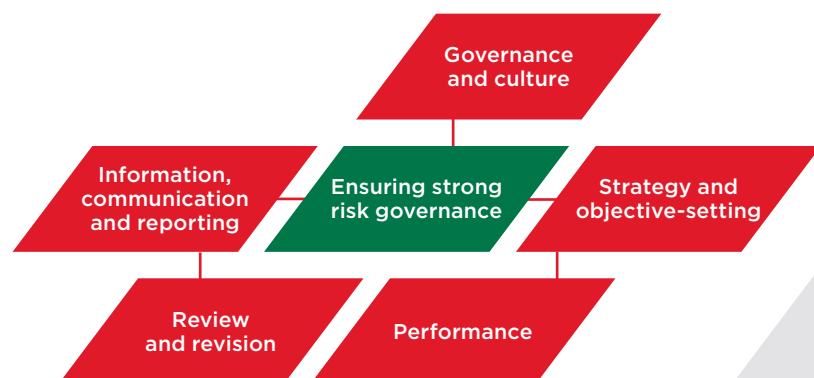 Governance
and culture
Information,
communication
and reporting
Ensuring strong
risk governance
Strategy and
objective-setting
Review
and revision
Performance